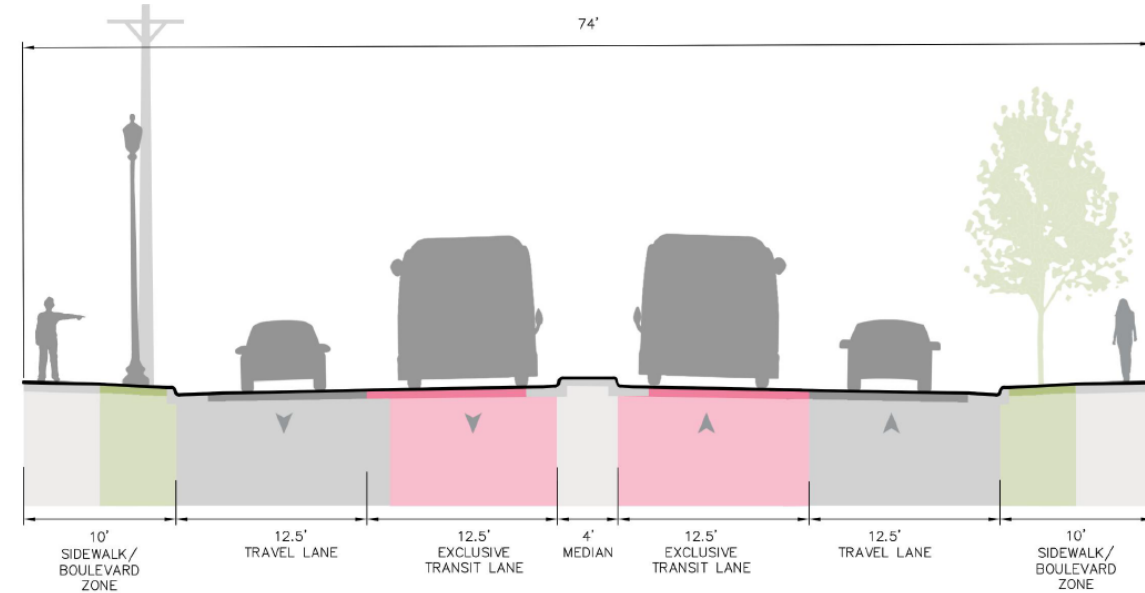 74'
10'
SIDEWALK/
BOULEVARD
ZONE
12.5'
TRAVEL LANE
12.5'
EXCLUSIVE
TRANSIT LANE
4'
MEDIAN
12.5'
EXCLUSIVE
TRANSIT LANE
12.5'
TRAVEL LANE
10'
SIDEWALK/
BOULEVARD
ZONE